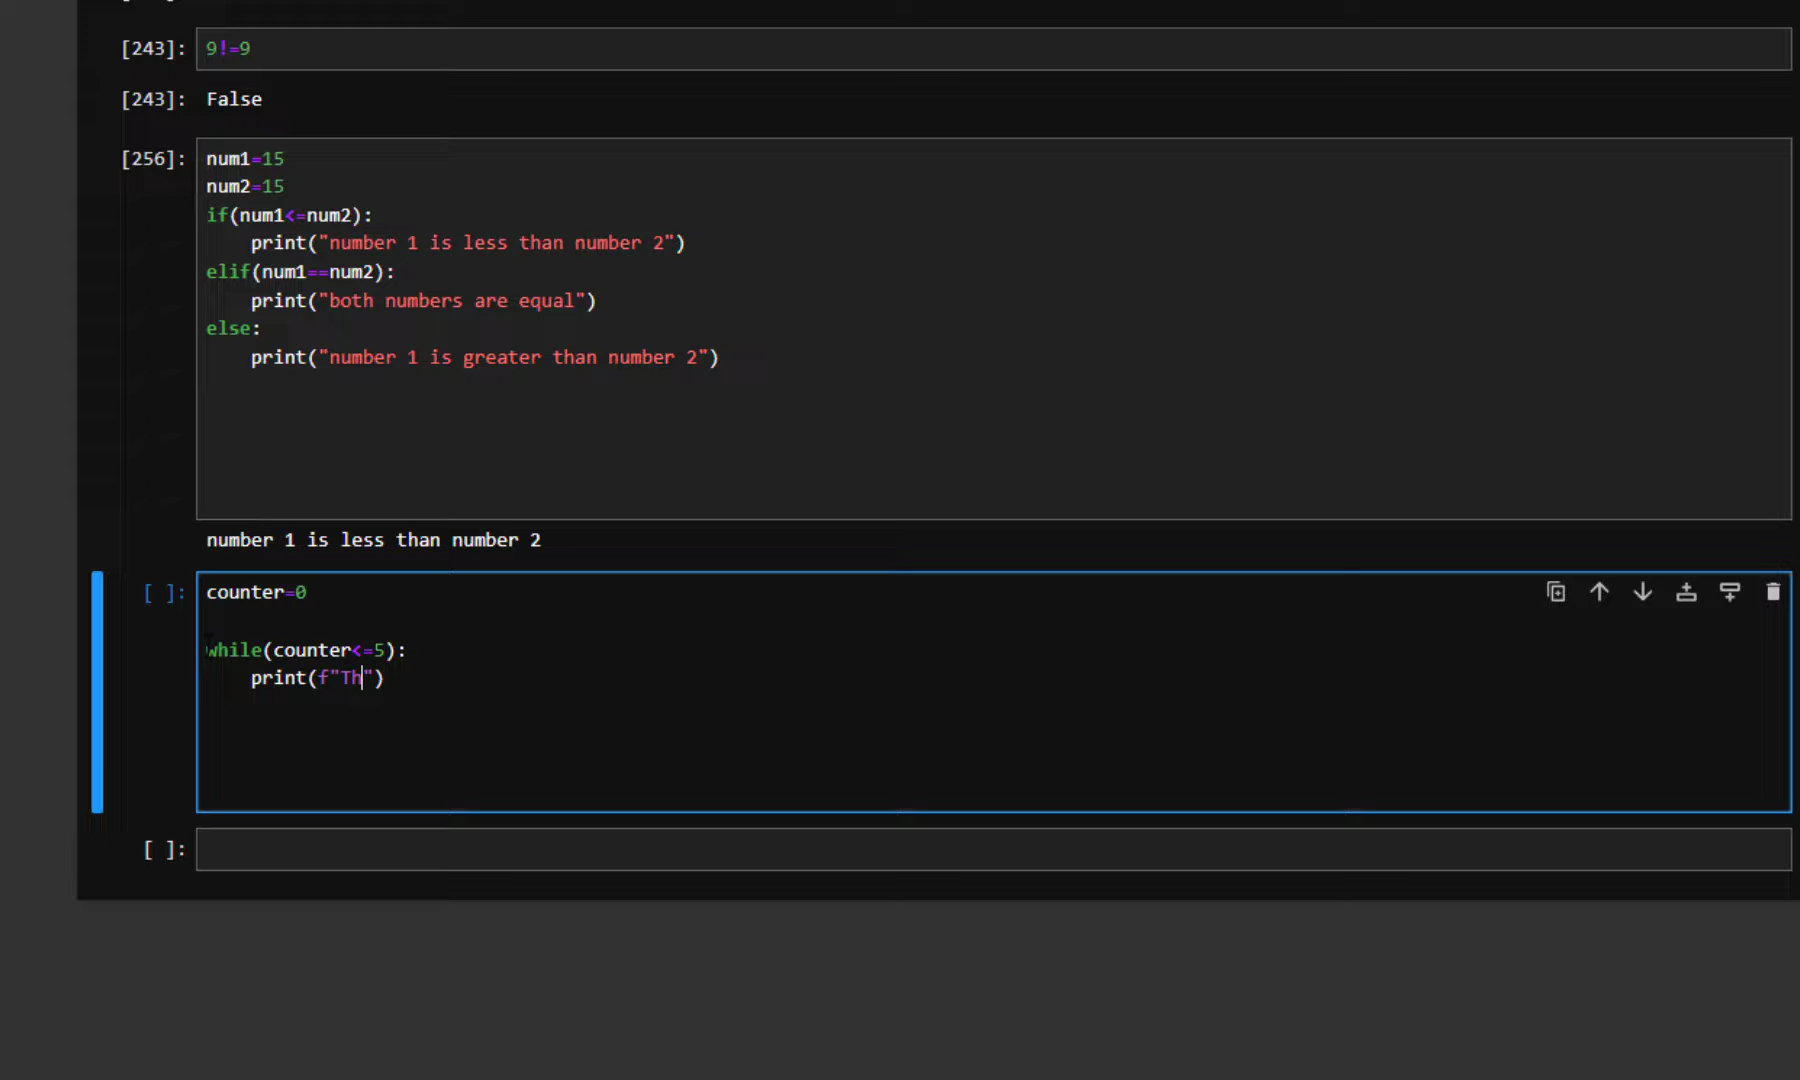 [243]: 9!=9
[243]: False
[256]: num1=15
num2=15
if(num1<=num2):
    print("number 1 is less than number 2")
elif(num1==num2):
    print("both numbers are equal")
else:
    print("number 1 is greater than number 2")
number 1 is less than number 2
[ ]: counter=0
while(counter<=5):
    print(f"Th")
[ ]: